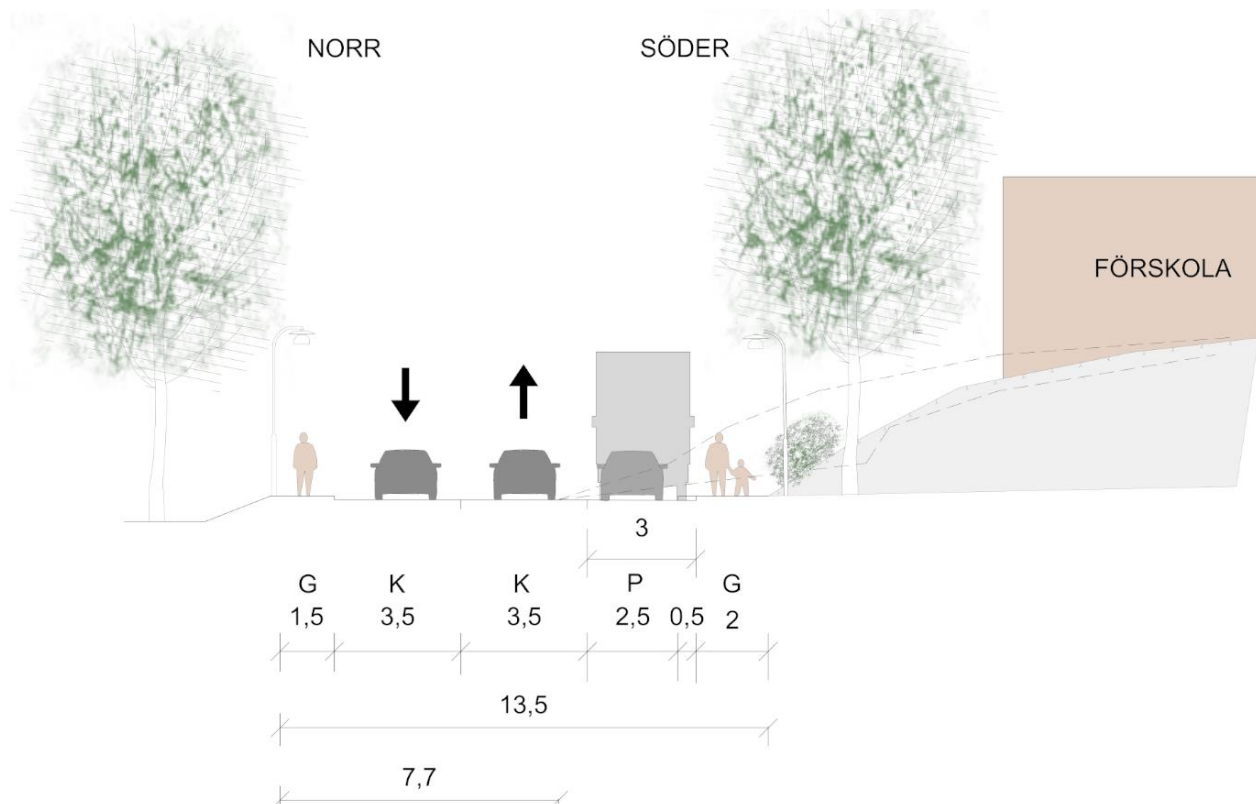 NORR SÖDER
FÖRSKOLA
3
G K K P G
1,5 3,5 3,5 2,5 0,5 2
13,5
7,7